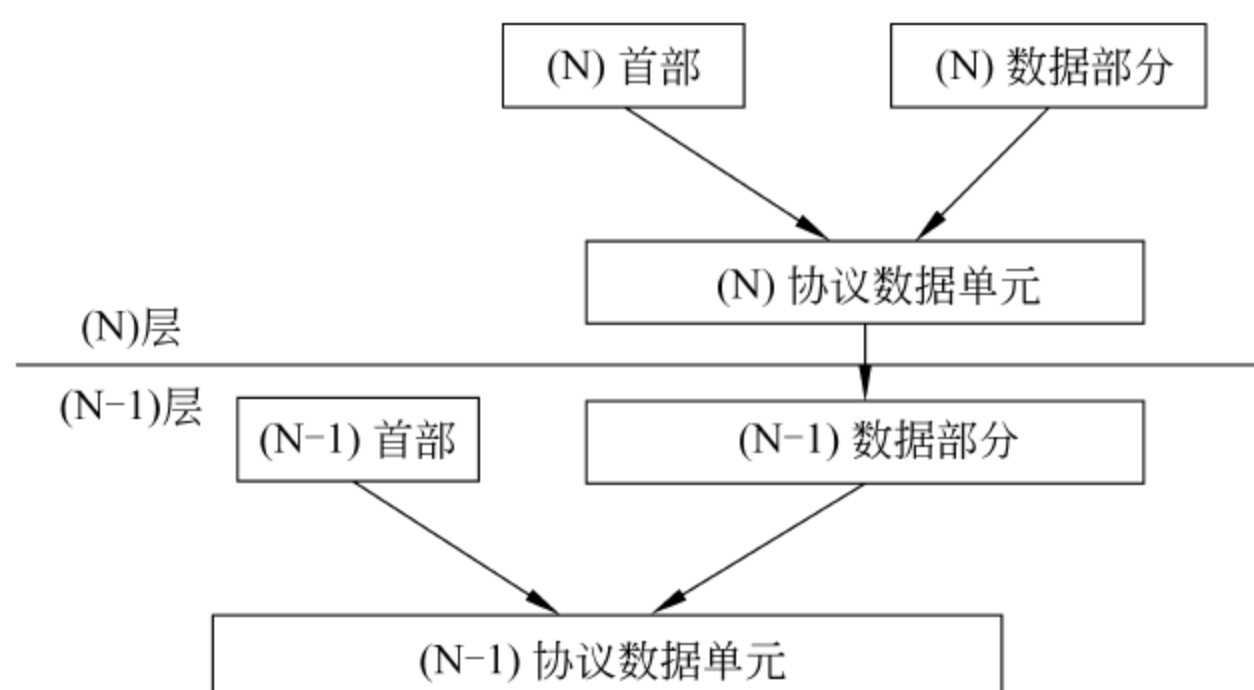 (N) 首部
(N) 数据部分
(N) 协议数据单元
(N)层
(N-1)层
(N-1) 首部
(N-1) 数据部分
(N-1) 协议数据单元